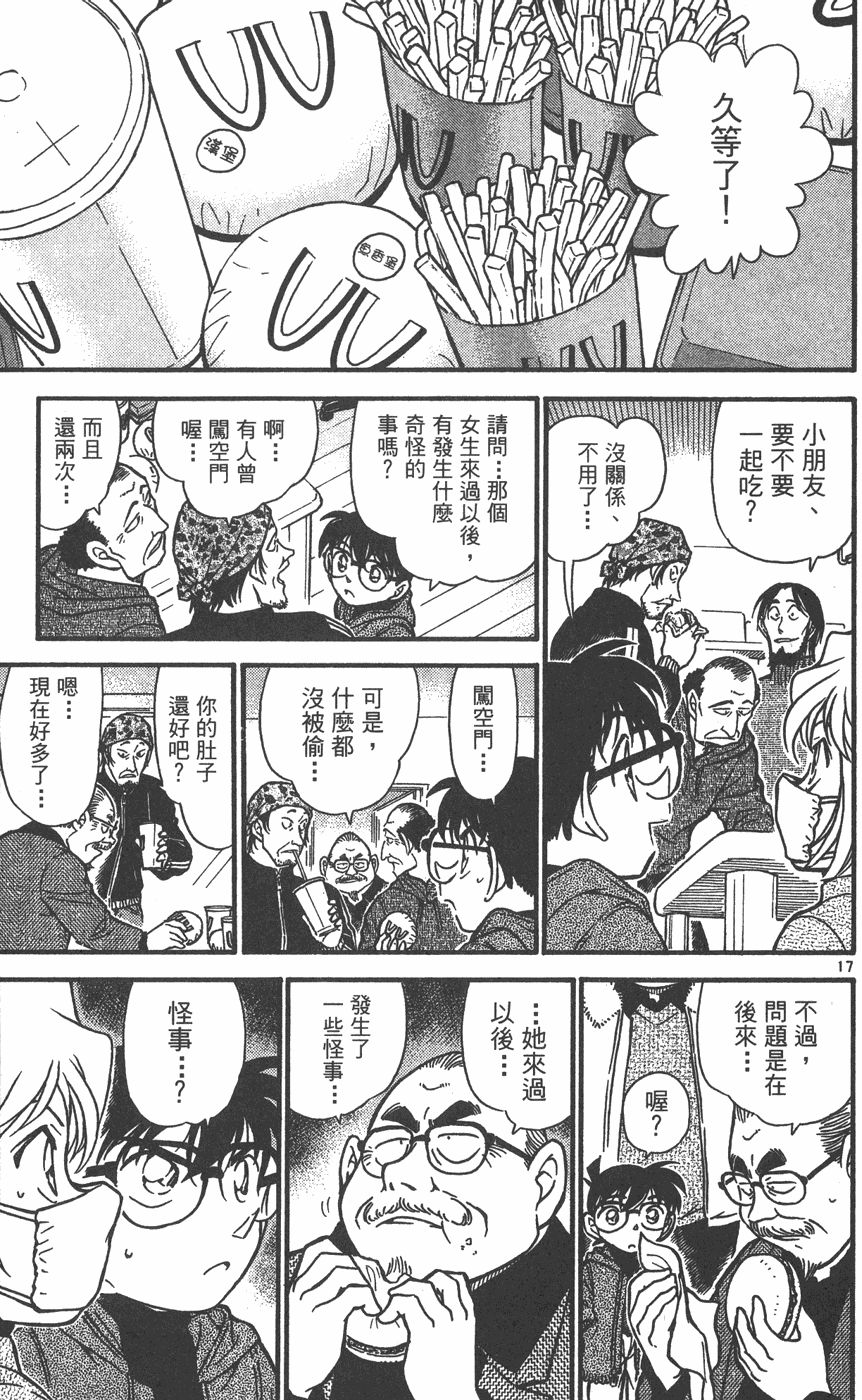 久等了！
漢堡
魚香堡
小朋友、
要不要
一起吃？
沒關係、
不用了…
請問…那個
女生來過以後，
有發生什麼
奇怪的
事嗎？
啊…
有人曾
闖空門
喔…
而且
還兩次…
闖空門…
可是，
什麼都
沒被偷…
你的肚子
還好吧？
嗯…
現在好多了…
17
不過，
問題是在
後來…
喔？
…她來過
以後…
發生了
一些怪事…
怪事…？